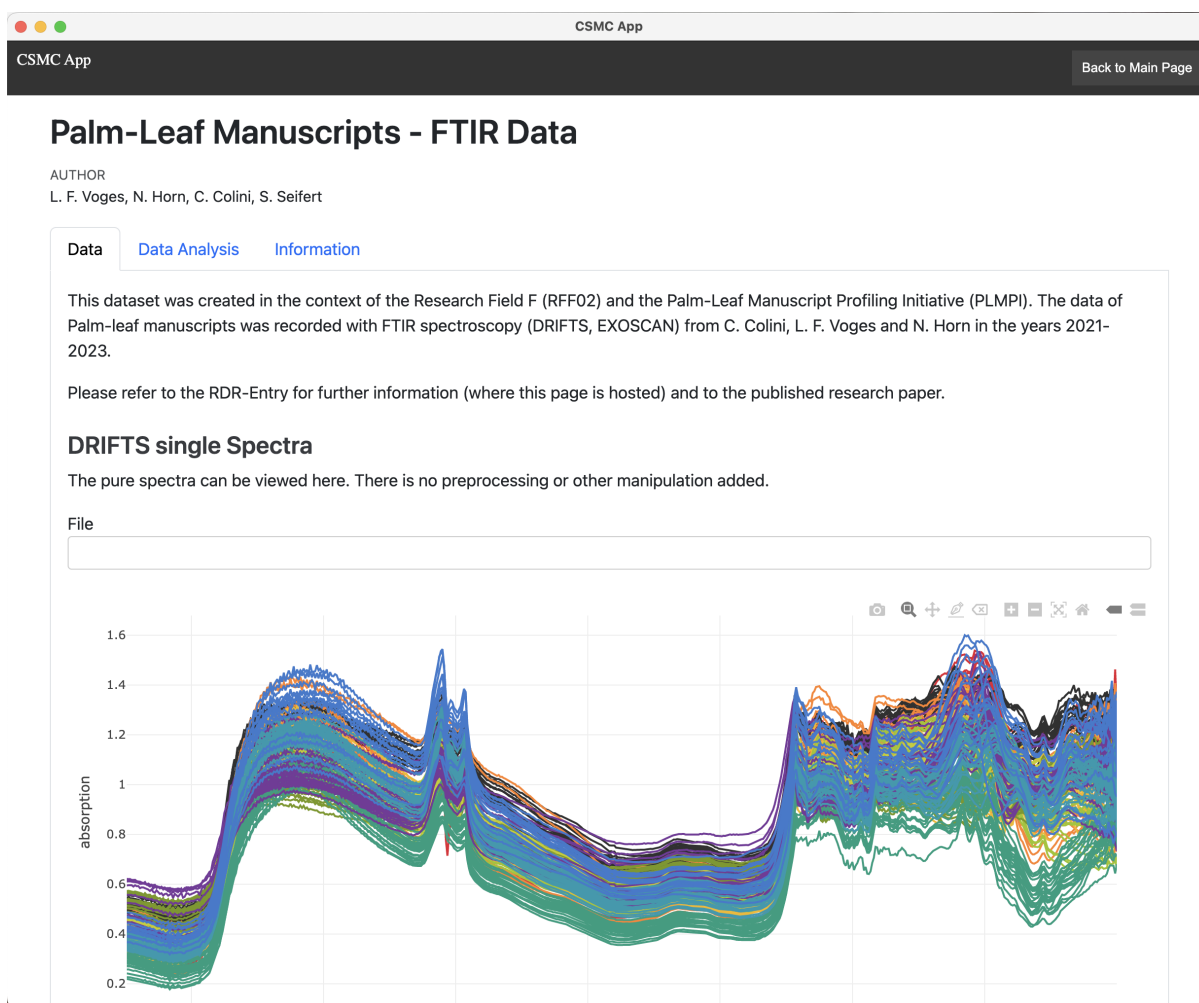 CSMC App
CSMC App
Back to Main Page
Palm-Leaf Manuscripts - FTIR Data
AUTHOR
L. F. Voges, N. Horn, C. Colini, S. Seifert
Data
Data Analysis
Information
This dataset was created in the context of the Research Field F (RFF02) and the Palm-Leaf Manuscript Profiling Initiative (PLMPI). The data of
Palm-leaf manuscripts was recorded with FTIR spectroscopy (DRIFTS, EXOSCAN) from C. Colini, L. F. Voges and N. Horn in the years 2021-
2023.
Please refer to the RDR-Entry for further information (where this page is hosted) and to the published research paper.
DRIFTS single Spectra
The pure spectra can be viewed here. There is no preprocessing or other manipulation added.
File
1.6
1.4
1.2
1
0.8
0.6
0.4
0.2
absorption